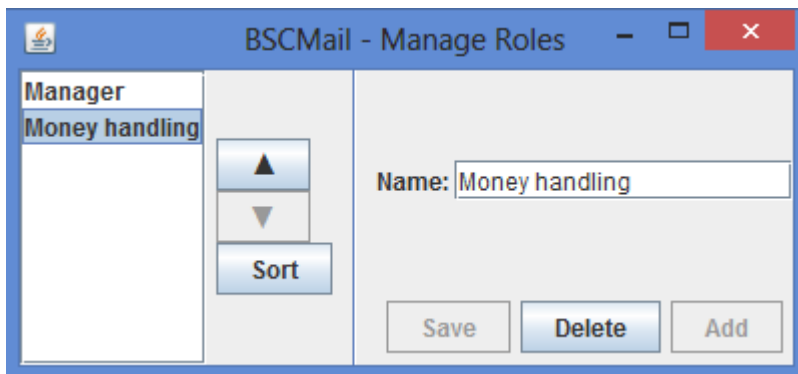 BSCMail - Manage Roles
Manager
Money handling
▲
▼
Sort
Name: Money handling
Save Delete Add